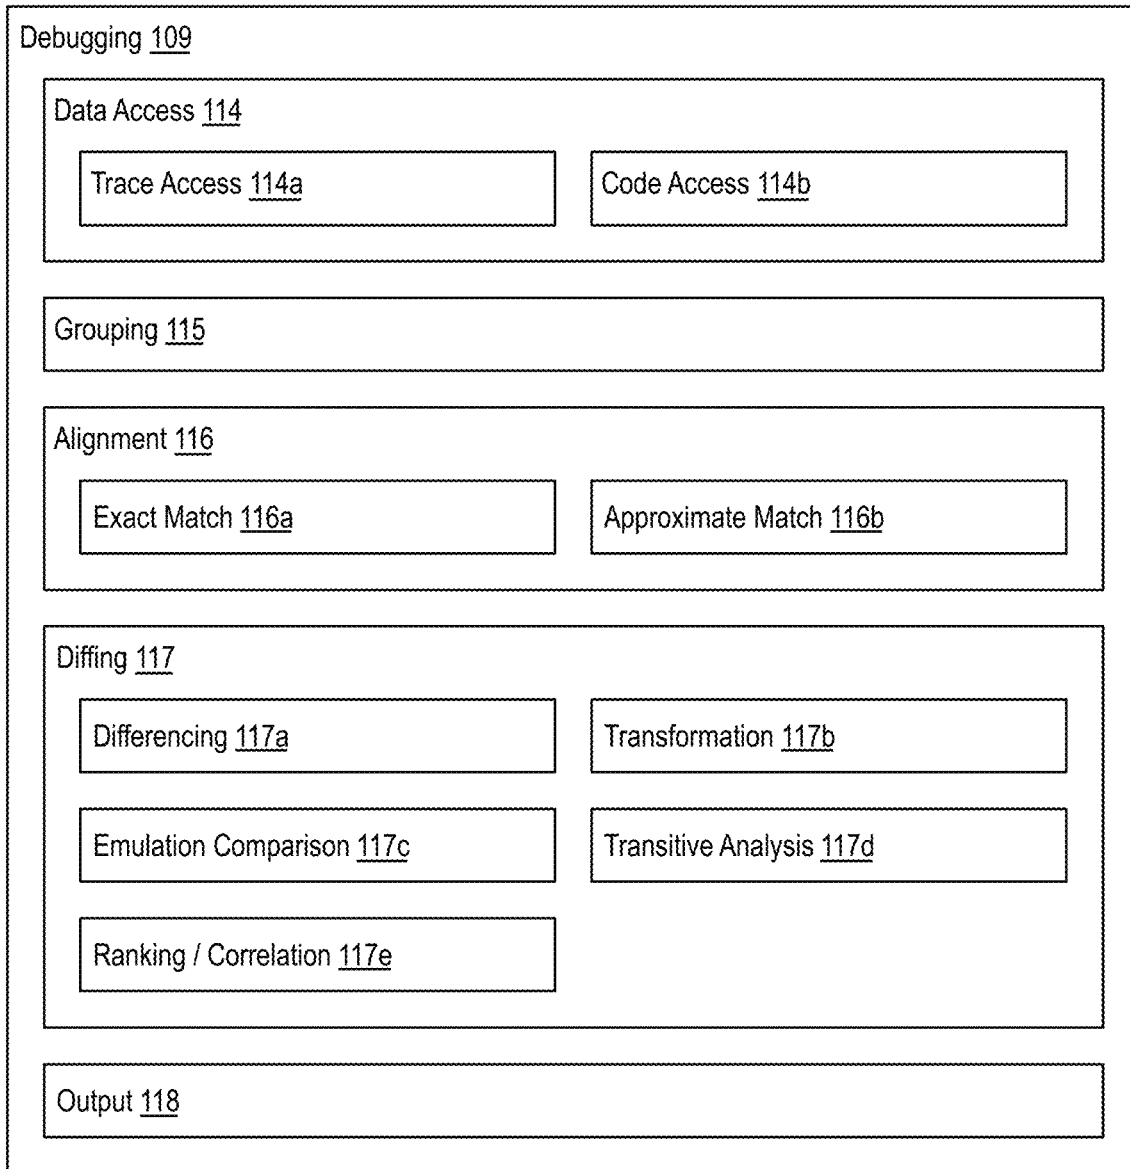 Debugging 109
Data Access 114
Trace Access 114a
Code Access 114b
Grouping 115
Alignment 116
Exact Match 116a
Approximate Match 116b
Diffing 117
Differencing 117a
Transformation 117b
Emulation Comparison 117c
Transitive Analysis 117d
Ranking / Correlation 117e
Output 118